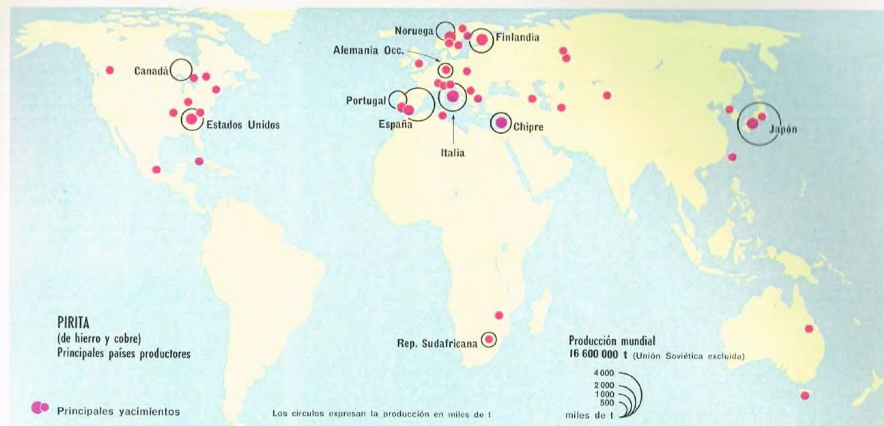 Noruega
Finlandia
Alemania Occ.
Canadá
Portugal
Estados Unidos
España
Chipre
Japón
Italia
PIRITA
(de hierro y cobre)
Principales países productores
Rep. Sudafricana
Producción mundial
16 600 000 t (Unión Soviética excluida)
4 000
2 000
1 000
500
miles de t
Principales yacimientos
Los círculos expresan la producción en miles de t